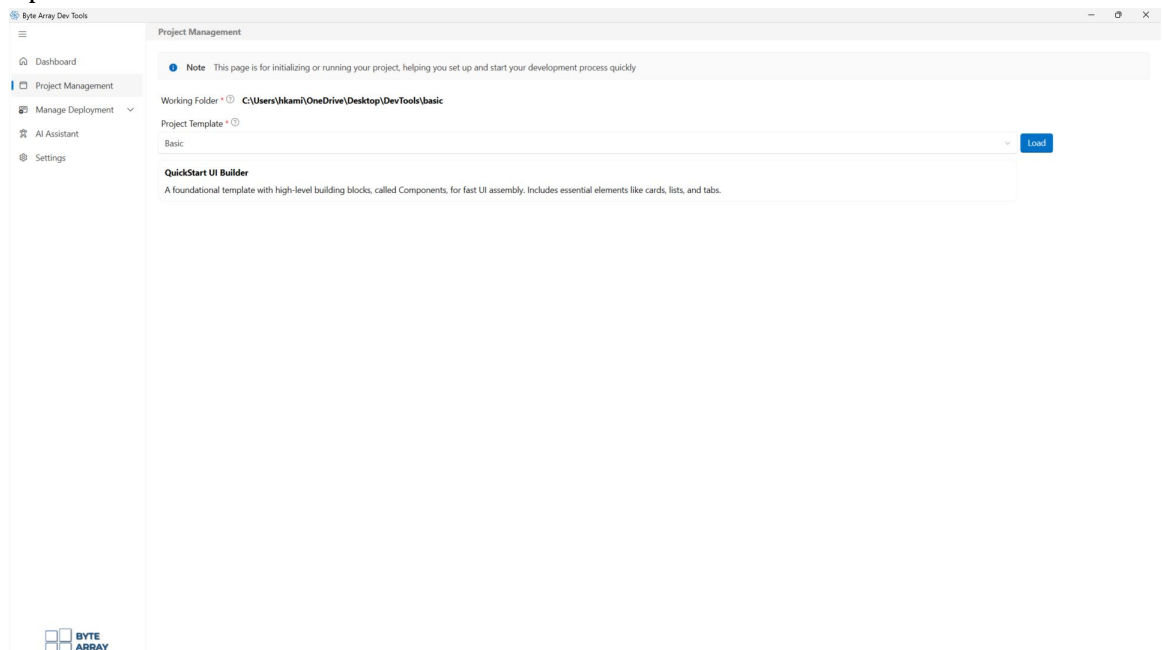 Byte Array Dev Tools
Project Management
Dashboard
Note This page is for initializing or running your project, helping you set up and start your development process quickly
Project Management
Working Folder * C:\Users\hkami\OneDrive\Desktop\DevTools\basic
Manage Deployment
Project Template *
AI Assistant
Basic
Load
Settings
QuickStart UI Builder
A foundational template with high-level building blocks, called Components, for fast UI assembly. Includes essential elements like cards, lists, and tabs.
BYTE
ARRAY